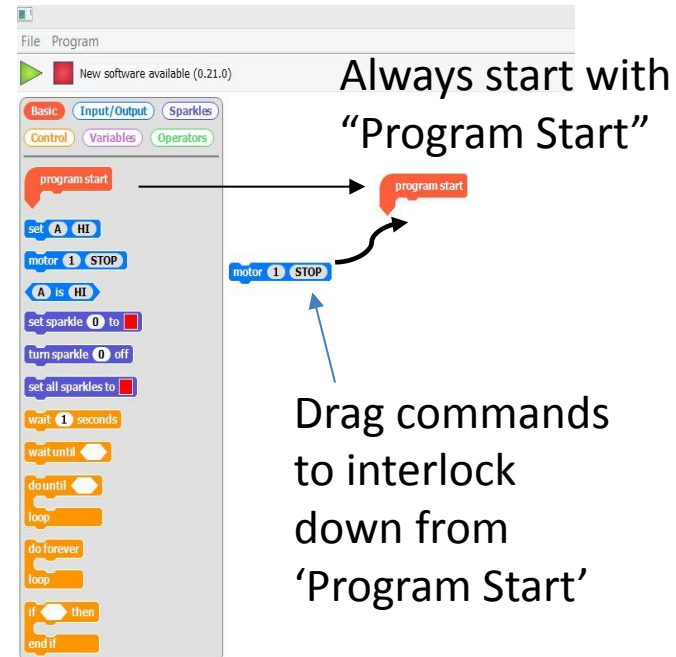 File Program
New software available (0.21.0)
Always start with
“Program Start”
Basic Input/Output Sparkles
Control Variables Operators
program start
program start
set A HI
motor 1 STOP
motor 1 STOP
A is HI
set sparkle 0 to
turn sparkle 0 off
set all sparkles to
wait 1 seconds
wait until
do until
loop
do forever
loop
if then
end if
Drag commands
to interlock
down from
‘Program Start’